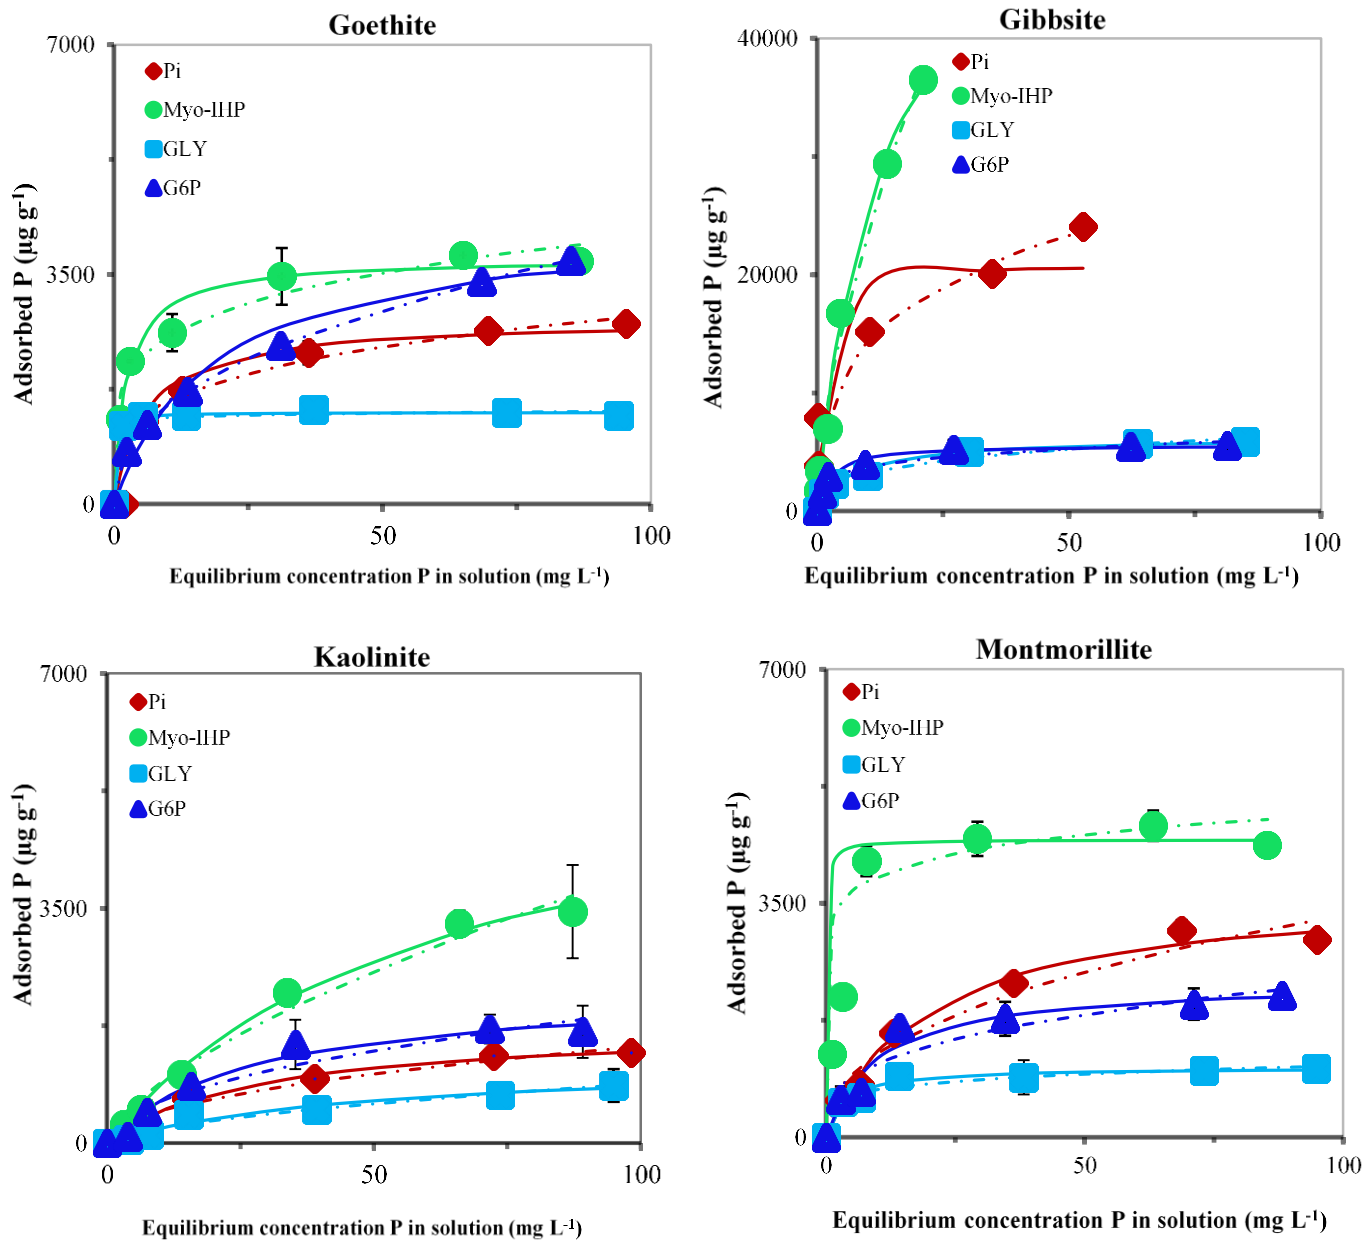 Goethite
7000
3500
0
Adsorbed P (µg g⁻¹)
Pi
Myo-IHP
GLY
G6P
0 50 100
Equilibrium concentration P in solution (mg L⁻¹)
Gibbsite
40000
20000
0
Adsorbed P (µg g⁻¹)
Pi
Myo-IHP
GLY
G6P
0 50 100
Equilibrium concentration P in solution (mg L⁻¹)
Kaolinite
7000
3500
0
Adsorbed P (µg g⁻¹)
Pi
Myo-IHP
GLY
G6P
0 50 100
Equilibrium concentration P in solution (mg L⁻¹)
Montmorillite
7000
3500
0
Adsorbed P (µg g⁻¹)
Pi
Myo-IHP
GLY
G6P
0 50 100
Equilibrium concentration P in solution (mg L⁻¹)